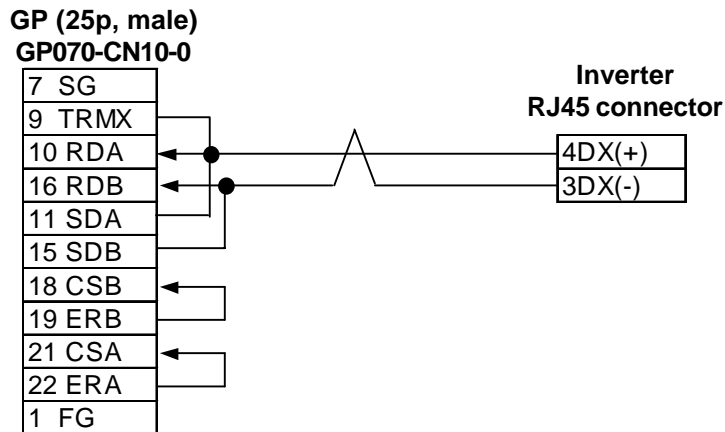 GP (25p, male)
GP070-CN10-0
7 SG
9 TRMX
10 RDA
16 RDB
11 SDA
15 SDB
18 CSB
19 ERB
21 CSA
22 ERA
1 FG
Inverter
RJ45 connector
4DX(+)
3DX(-)